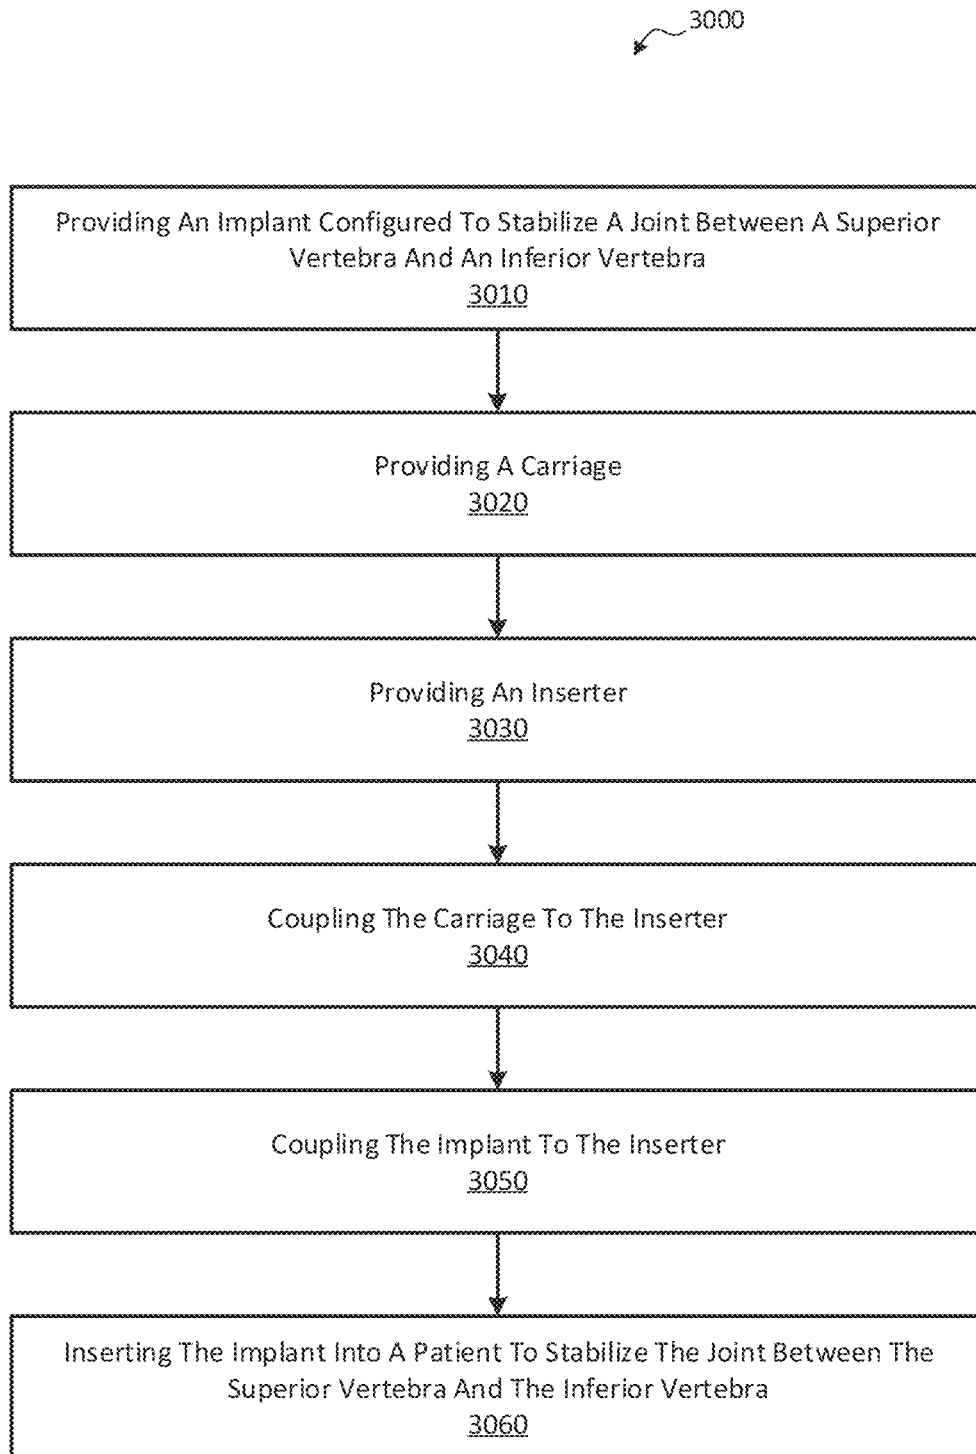 3000
Providing An Implant Configured To Stabilize A Joint Between A Superior
Vertebra And An Inferior Vertebra
3010
Providing A Carriage
3020
Providing An Inserter
3030
Coupling The Carriage To The Inserter
3040
Coupling The Implant To The Inserter
3050
Inserting The Implant Into A Patient To Stabilize The Joint Between The
Superior Vertebra And The Inferior Vertebra
3060